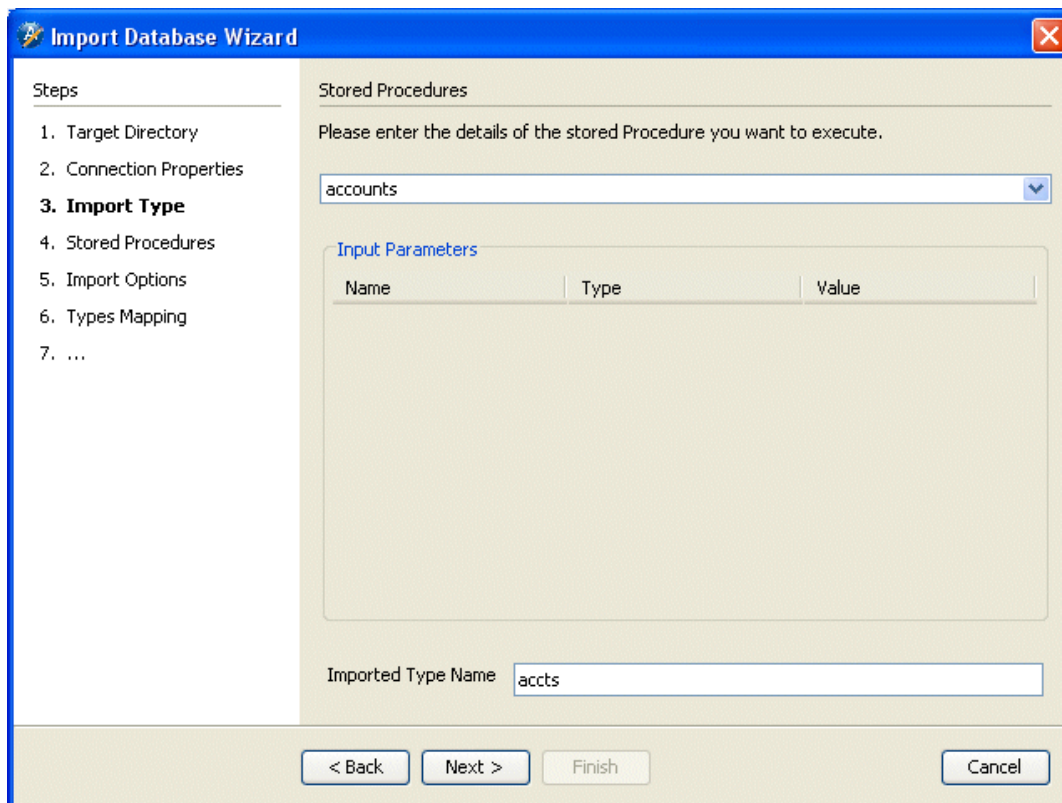 Import Database Wizard
Steps
1. Target Directory
2. Connection Properties
3. Import Type
4. Stored Procedures
5. Import Options
6. Types Mapping
7. ...
Stored Procedures
Please enter the details of the stored Procedure you want to execute.
accounts
Input Parameters
Name Type Value
Imported Type Name accts
< Back Next > Finish Cancel